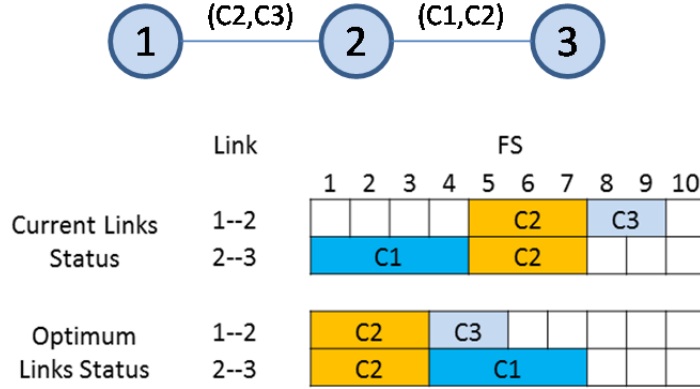 (C2,C3) (C1,C2)
1 2 3
Link FS
1 2 3 4 5 6 7 8 9 10
Current Links Status 1--2 C2 C3
2--3 C1 C2
Optimum Links Status 1--2 C2 C3
2--3 C2 C1